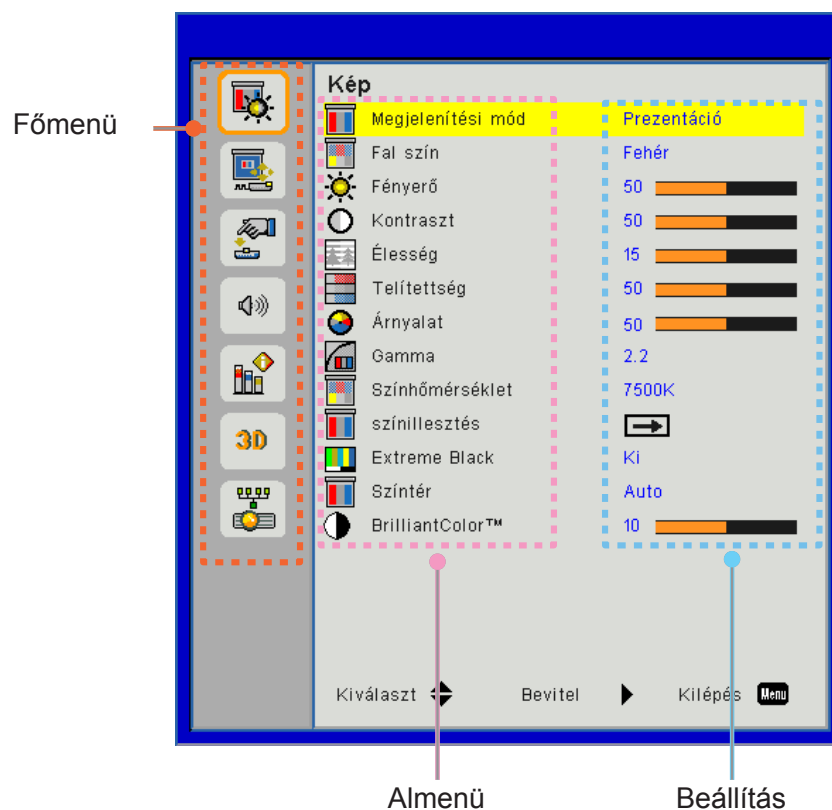 Kép
Főmenü
Megjelenítési mód Prezentáció
Fal szín Fehér
Fényerő 50
Kontraszt 50
Élesség 15
Telítettség 50
Árnyalat 50
Gamma 2.2
Színhőmérséklet 7500K
színillesztés
3D
Extreme Black Ki
Színtér Auto
BrilliantColor™ 10
Kiválaszt Bevitel Kilépés Menu
Almenü Beállítás